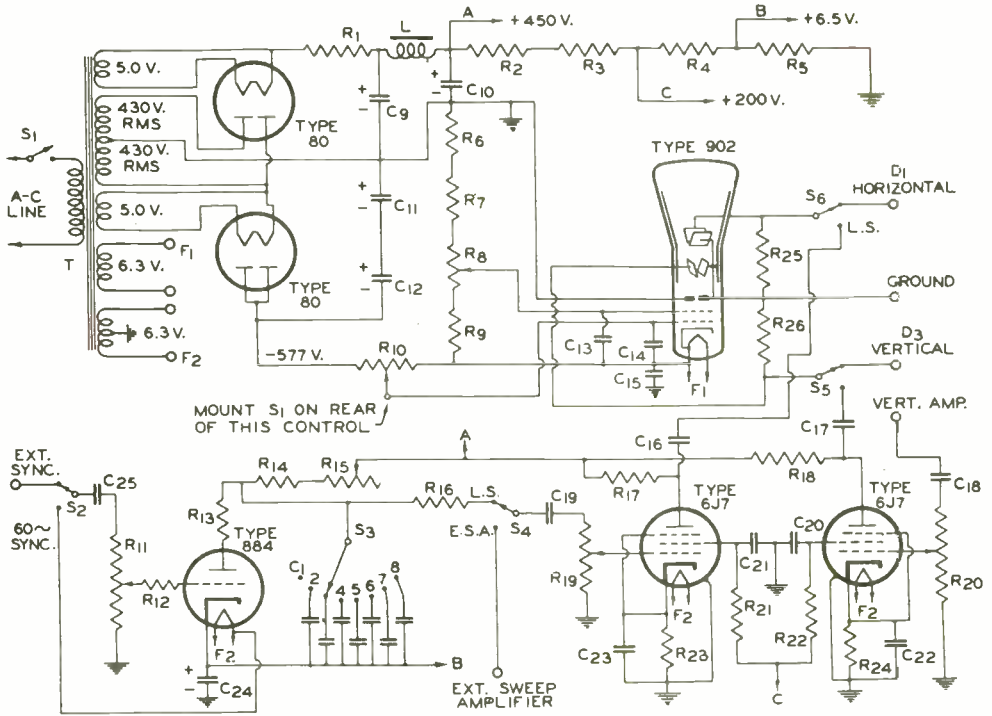 A
+450 V.
B
+6.5V.
R1
L
R2
R3
R4
R5
5.0 V.
C
+200 V.
C10
C9
430 V.
RMS
430 V.
RMS
TYPE
80
S1
R6
TYPE 902
D1
HORIZONTAL
S6
L.S.
A-C
LINE
T
5.0 V.
C11
R7
R8
R25
F1
6.3 V.
TYPE
80
C12
GROUND
6.3 V.
F2
R9
R26
C13
C14
C15
-577 V.
R10
F1
D3
VERTICAL
S5
MOUNT S1 ON REAR
OF THIS CONTROL
VERT. AMP.
C17
C16
A
EXT.
SYNC.
C25
S2
R14
R15
R18
R17
R16
L.S.
C19
TYPE
6J7
TYPE
6J7
C18
60~
SYNC.
R13
TYPE
884
S3
E.S.A.
S4
C20
C21
R11
R12
C1
2
4
5
6
7
8
R19
R20
F2
F2
F2
R21
R22
C23
R23
R24
C22
C24
B
C
EXT. SWEEP
AMPLIFIER